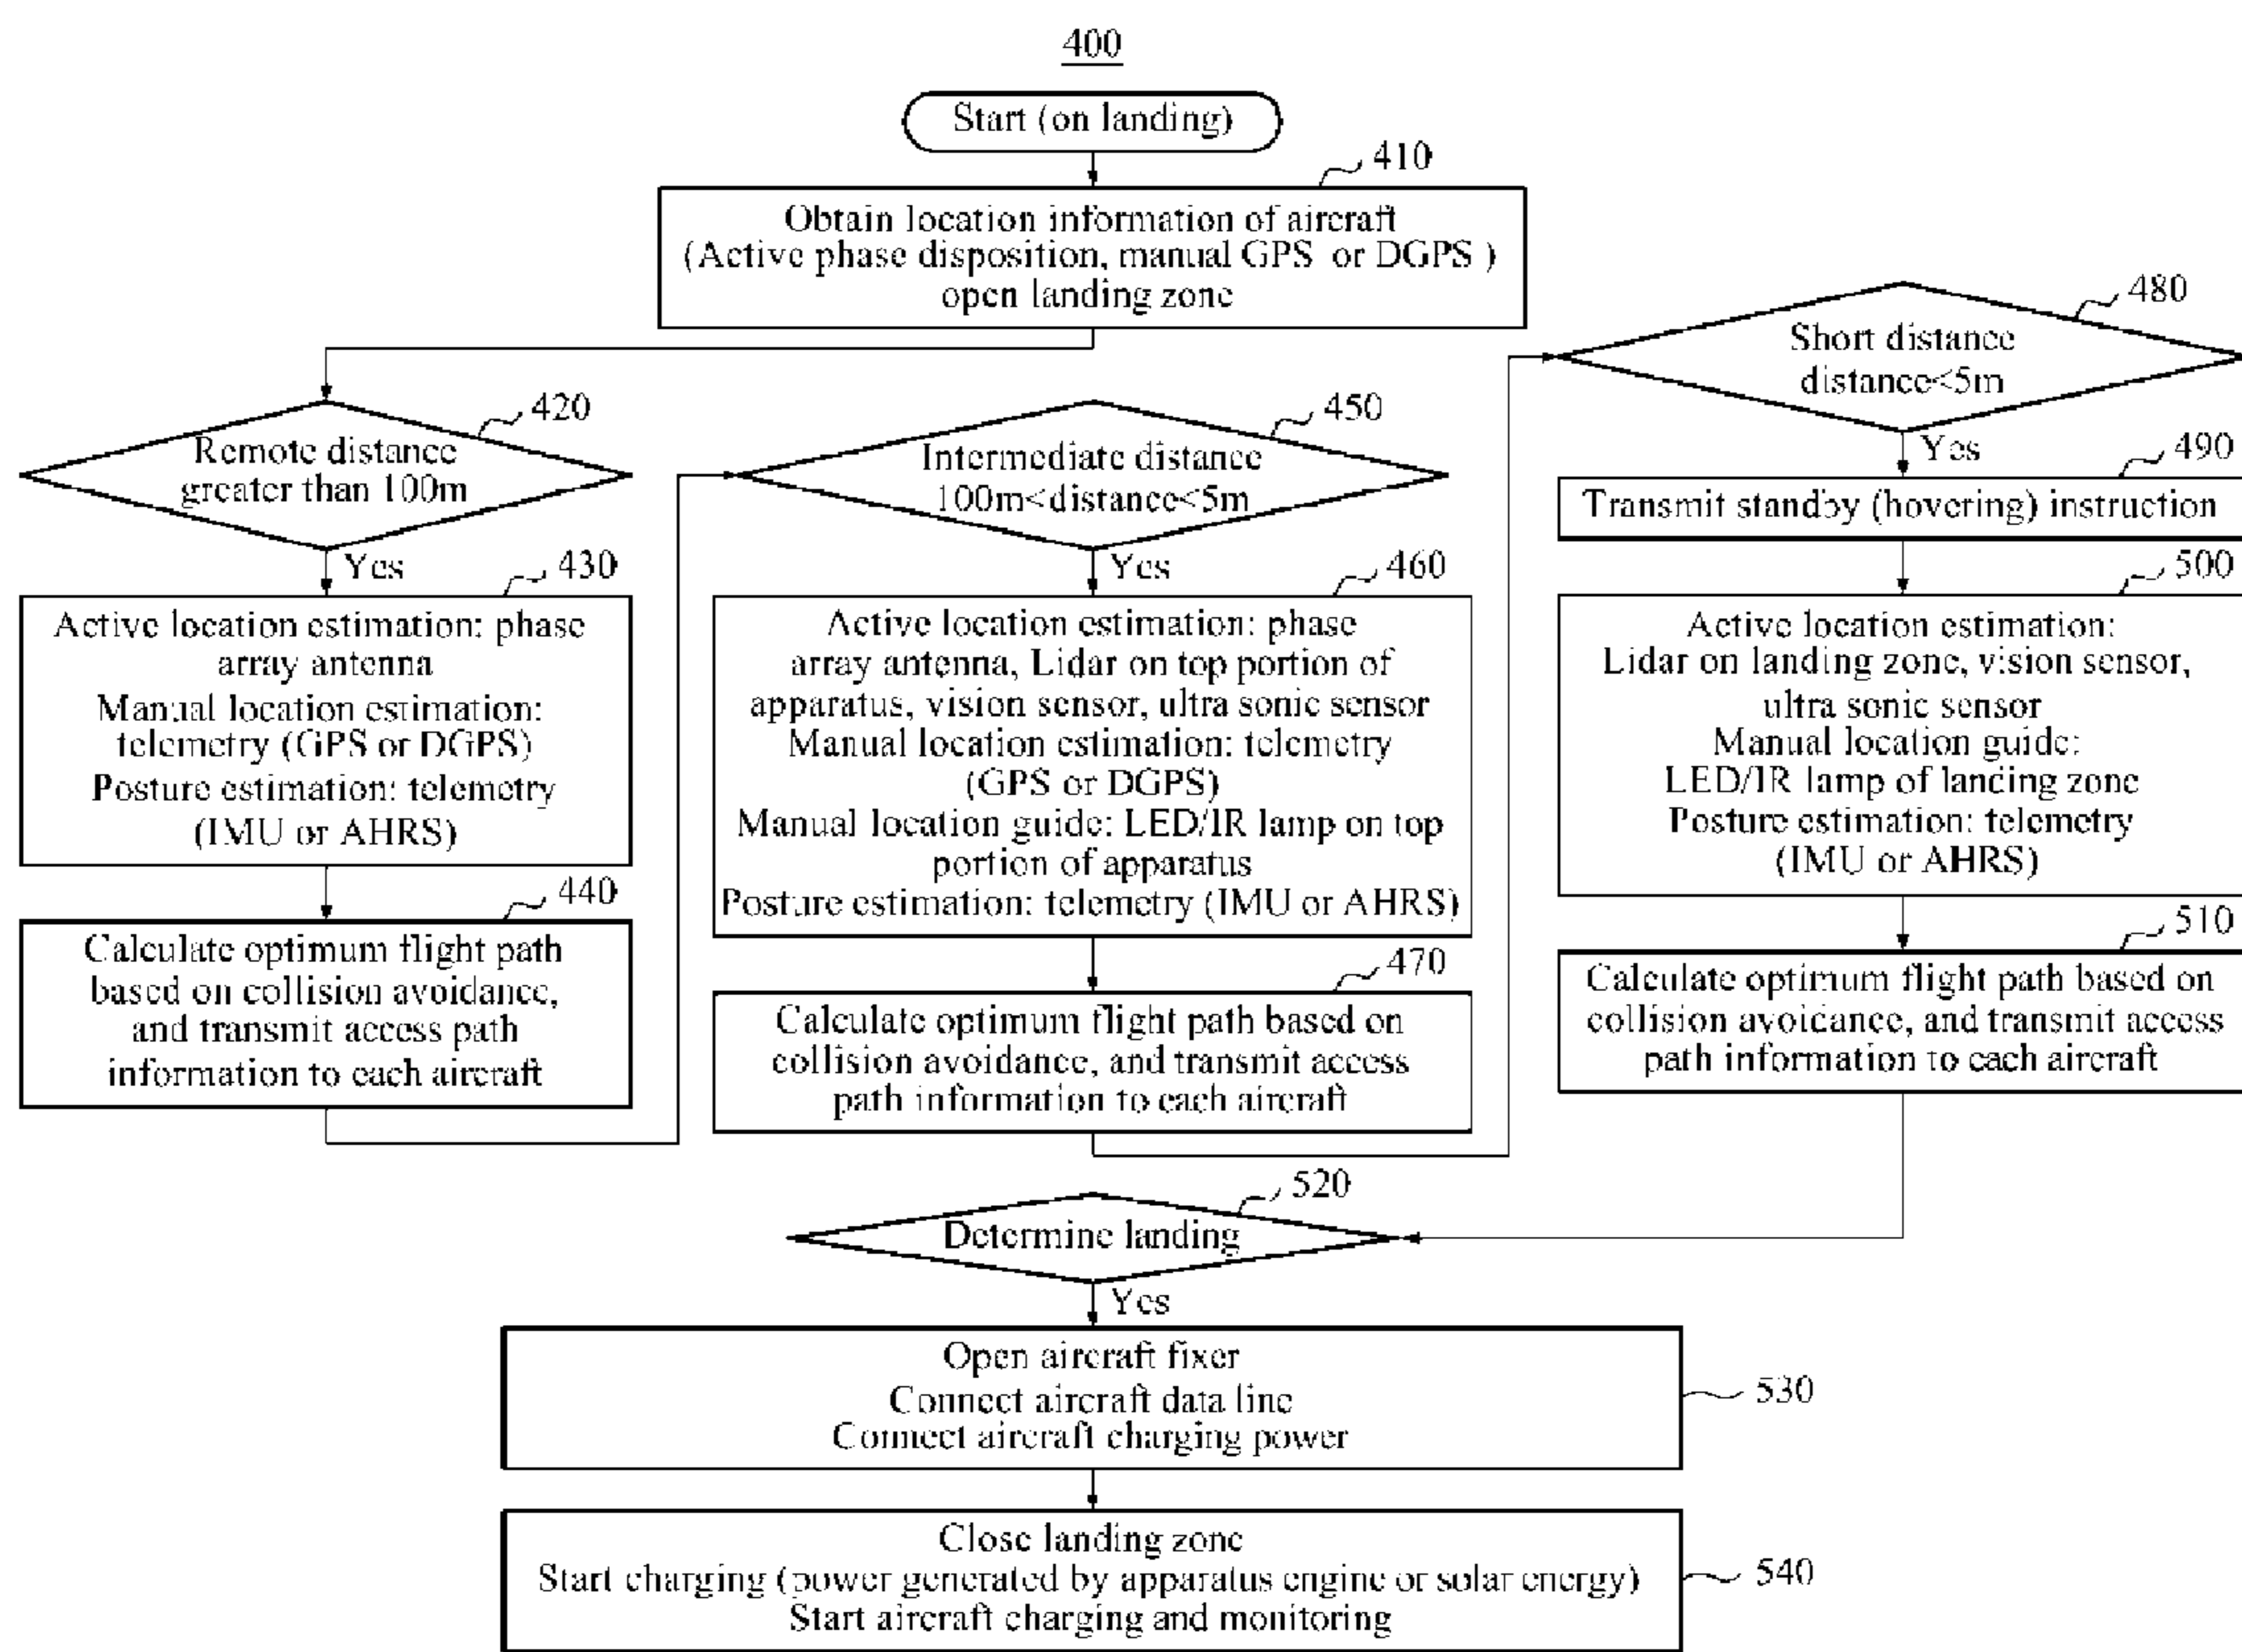 400
Start (on landing)
410
Obtain location information of aircraft
(Active phase disposition, manual GPS or DGPS )
open landing zone
420
Remote distance
greater than 100m
Yes
430
Active location estimation: phase
array antenna
Manual location estimation:
telemetry (GPS or DGPS)
Posture estimation: telemetry
(IMU or AHRS)
440
Calculate optimum flight path
based on collision avoidance,
and transmit access path
information to each aircraft
450
Intermediate distance
100m<distance<5m
Yes
460
Active location estimation: phase
array antenna, Lidar on top portion of
apparatus, vision sensor, ultra sonic sensor
Manual location estimation: telemetry
(GPS or DGPS)
Manual location guide: LED/IR lamp on top
portion of apparatus
Posture estimation: telemetry (IMU or AHRS)
470
Calculate optimum flight path based on
collision avoidance, and transmit access
path information to each aircraft
480
Short distance
distance<5m
Yes
490
Transmit standby (hovering) instruction
500
Active location estimation:
Lidar on landing zone, vision sensor,
ultra sonic sensor
Manual location guide:
LED/IR lamp of landing zone
Posture estimation: telemetry
(IMU or AHRS)
510
Calculate optimum flight path based on
collision avoidance, and transmit access
path information to each aircraft
520
Determine landing
Yes
Open aircraft fixer
Connect aircraft data line
Connect aircraft charging power
530
Close landing zone
Start charging (power generated by apparatus engine or solar energy)
Start aircraft charging and monitoring
540